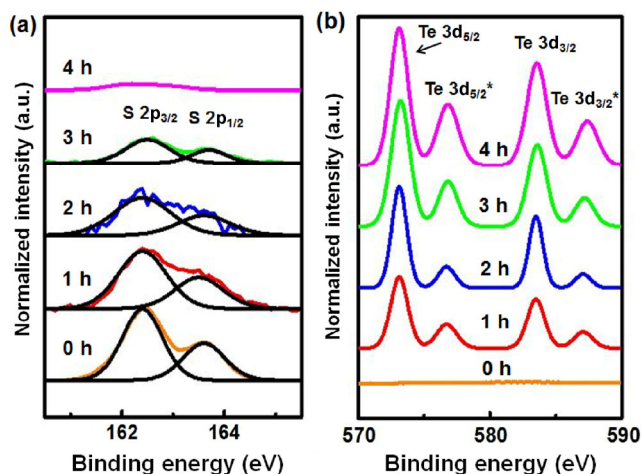 (a)
Normalized intensity (a.u.)
4 h
S 2p3/2 S 2p1/2
3 h
2 h
1 h
0 h
162 164
Binding energy (eV)
(b)
Normalized intensity (a.u.)
Te 3d5/2
Te 3d3/2
Te 3d5/2*
Te 3d3/2*
4 h
3 h
2 h
1 h
0 h
570 580 590
Binding energy (eV)